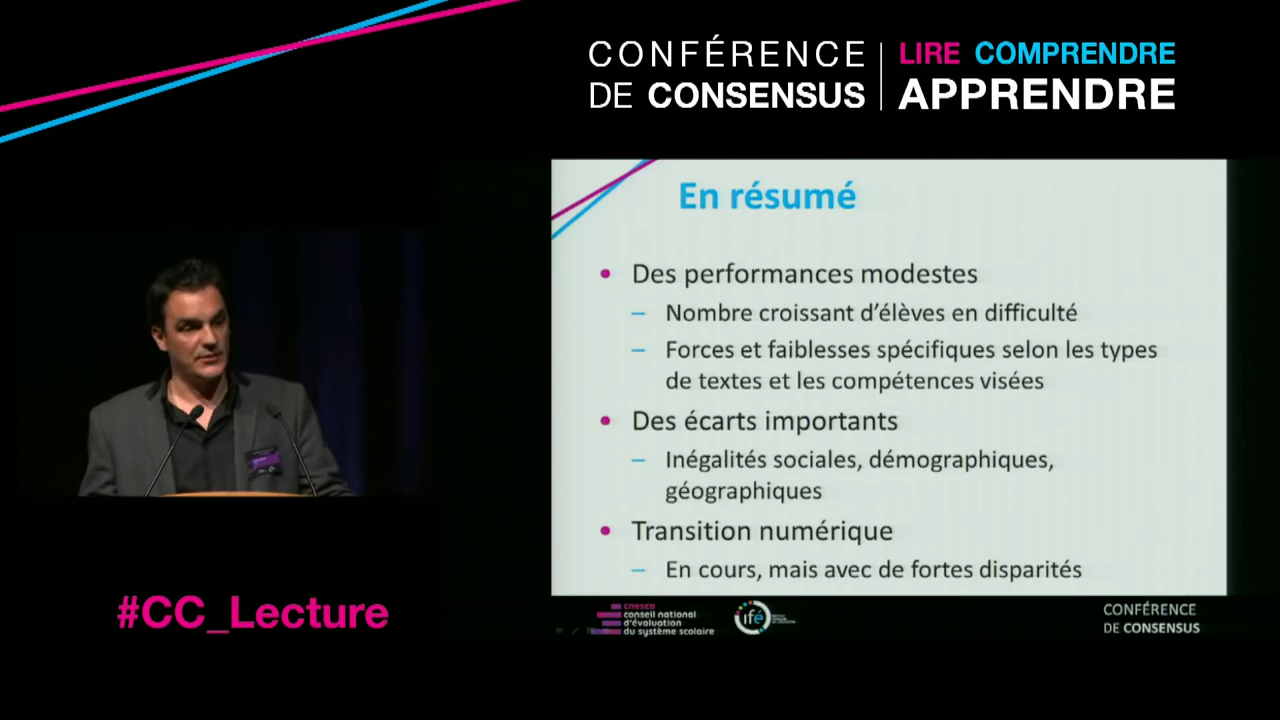 CONFÉRENCE
DE CONSENSUS
LIRE COMPRENDRE
APPRENDRE
En résumé
• Des performances modestes
– Nombre croissant d'élèves en difficulté
– Forces et faiblesses spécifiques selon les types
de textes et les compétences visées
• Des écarts importants
– Inégalités sociales, démographiques,
géographiques
• Transition numérique
– En cours, mais avec de fortes disparités
#CC_Lecture
cnesco
conseil national
d'évaluation
du système scolaire
ifé
CONFÉRENCE
DE CONSENSUS